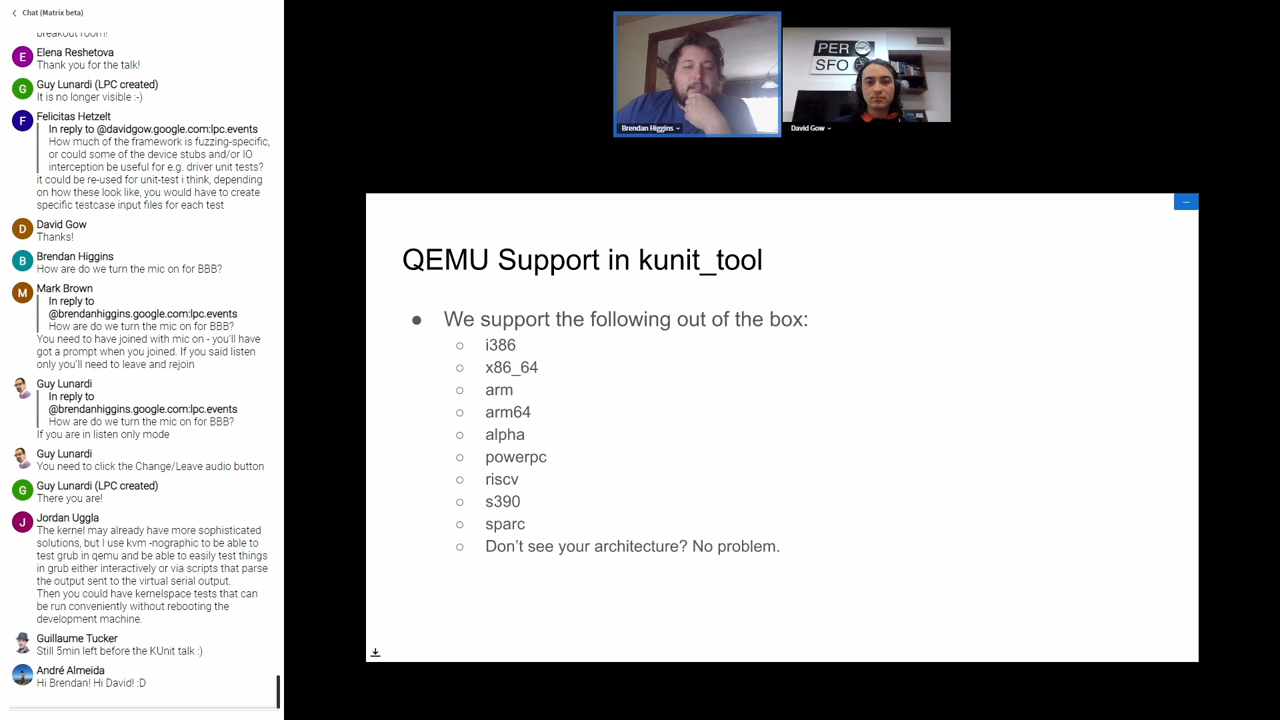 Chat (Matrix beta)
breakout room!
E
Elena Reshetova
Thank you for the talk!
G
Guy Lunardi (LPC created)
It is no longer visible :-)
F
Felicitas Hetzelt
In reply to @davidgow.google.com:lpc.events
How much of the framework is fuzzing-specific,
or could some of the device stubs and/or IO
interception be useful for e.g. driver unit tests?
it could be re-used for unit-test i think, depending
on how these look like, you would have to create
specific testcase input files for each test
D
David Gow
Thanks!
B
Brendan Higgins
How are do we turn the mic on for BBB?
M
Mark Brown
In reply to
@brendanhiggins.google.com:lpc.events
How are do we turn the mic on for BBB?
You need to have joined with mic on - you'll have
got a prompt when you joined. If you said listen
only you'll need to leave and rejoin
Guy Lunardi
In reply to
@brendanhiggins.google.com:lpc.events
How are do we turn the mic on for BBB?
If you are in listen only mode
Guy Lunardi
You need to click the Change/Leave audio button
G
Guy Lunardi (LPC created)
There you are!
J
Jordan Uggla
The kernel may already have more sophisticated
solutions, but I use kvm -nographic to be able to
test grub in qemu and be able to easily test things
in grub either interactively or via scripts that parse
the output sent to the virtual serial output.
Then you could have kernelspace tests that can
be run conveniently without rebooting the
development machine.
Guillaume Tucker
Still 5min left before the KUnit talk :)
André Almeida
Hi Brendan! Hi David! :D
Brendan Higgins
PER
SFO
David Gow
QEMU Support in kunit_tool
● We support the following out of the box:
○ i386
○ x86_64
○ arm
○ arm64
○ alpha
○ powerpc
○ riscv
○ s390
○ sparc
○ Don't see your architecture? No problem.